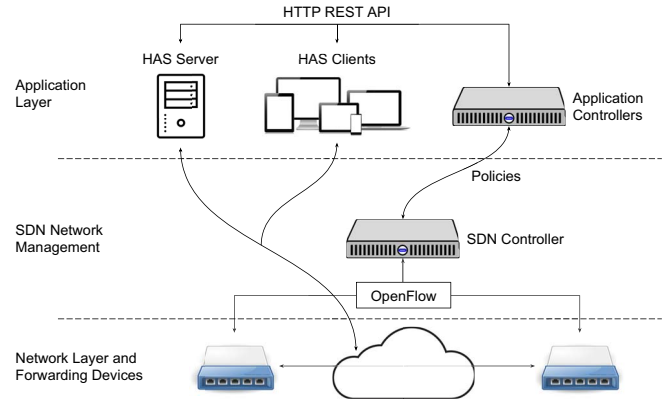 HTTP REST API
HAS Server
HAS Clients
Application
Layer
Application
Controllers
Policies
SDN Network
Management
SDN Controller
OpenFlow
Network Layer and
Forwarding Devices